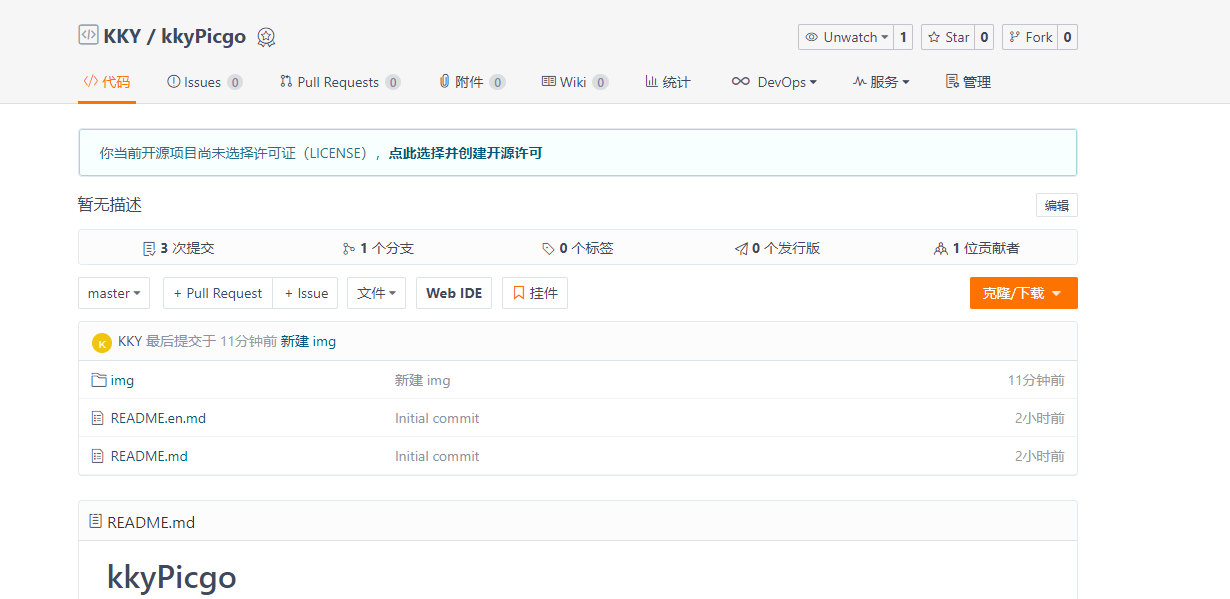 KKY / kkyPicgo
Unwatch 1 Star 0 Fork 0
代码 Issues 0 Pull Requests 0 附件 0 Wiki 0 统计 DevOps 服务 管理
你当前开源项目尚未选择许可证（LICENSE），点此选择并创建开源许可
暂无描述 编辑
3 次提交 1 个分支 0 个标签 0 个发行版 1 位贡献者
master + Pull Request + Issue 文件 Web IDE 挂件 克隆/下载
K KKY 最后提交于 11分钟前 新建 img
img 新建 img 11分钟前
README.en.md Initial commit 2小时前
README.md Initial commit 2小时前
README.md
kkyPicgo